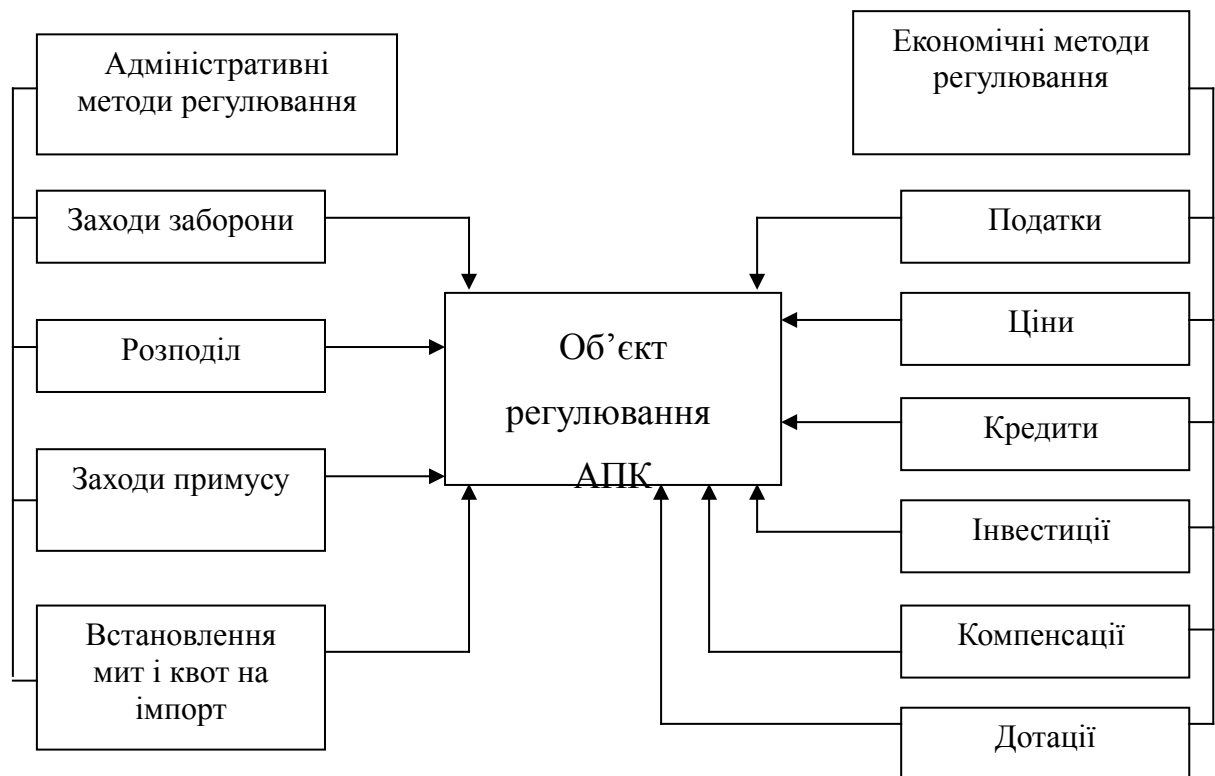 Адміністративні
методи регулювання
Економічні методи
регулювання
Заходи заборони
Розподіл
Заходи примусу
Встановлення
мит і квот на
імпорт
Об’єкт
регулювання
АПК
Податки
Ціни
Кредити
Інвестиції
Компенсації
Дотації